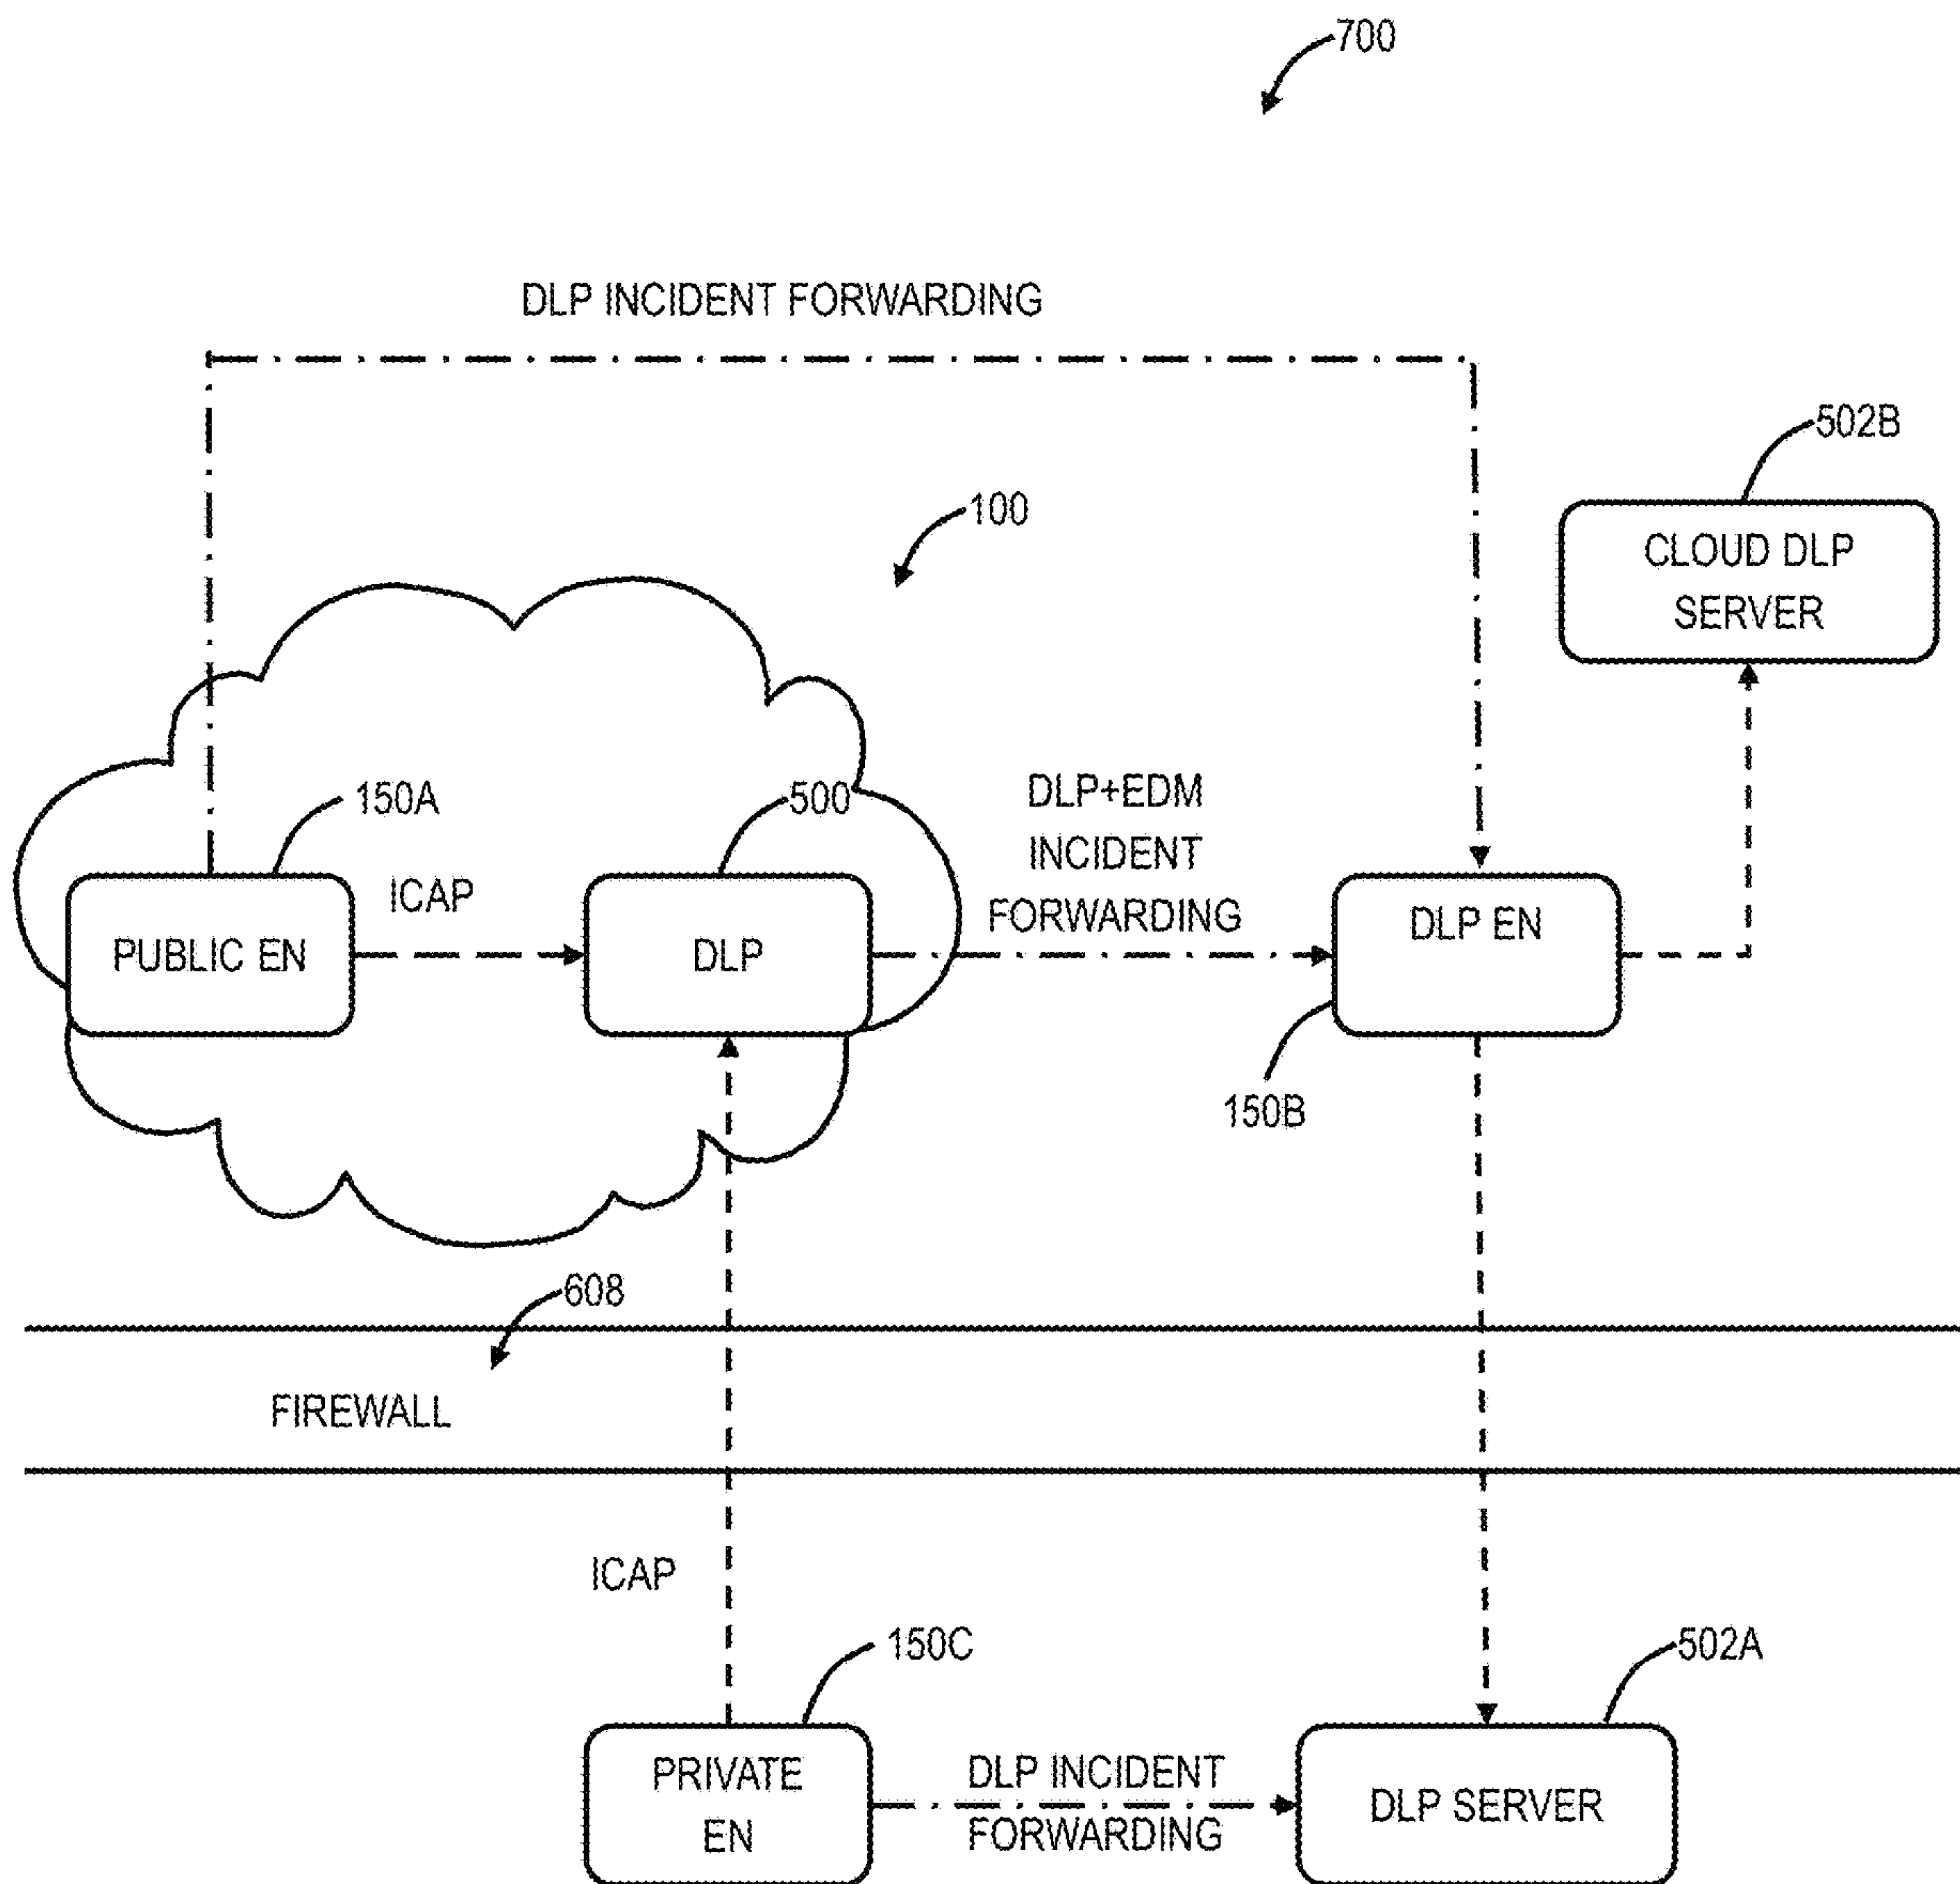 700
DLP INCIDENT FORWARDING
502B
100
CLOUD DLP
SERVER
150A
500
DLP+EDM
INCIDENT
FORWARDING
ICAP
PUBLIC EN
DLP
DLP EN
150B
608
FIREWALL
ICAP
150C
502A
PRIVATE
EN
DLP INCIDENT
FORWARDING
DLP SERVER